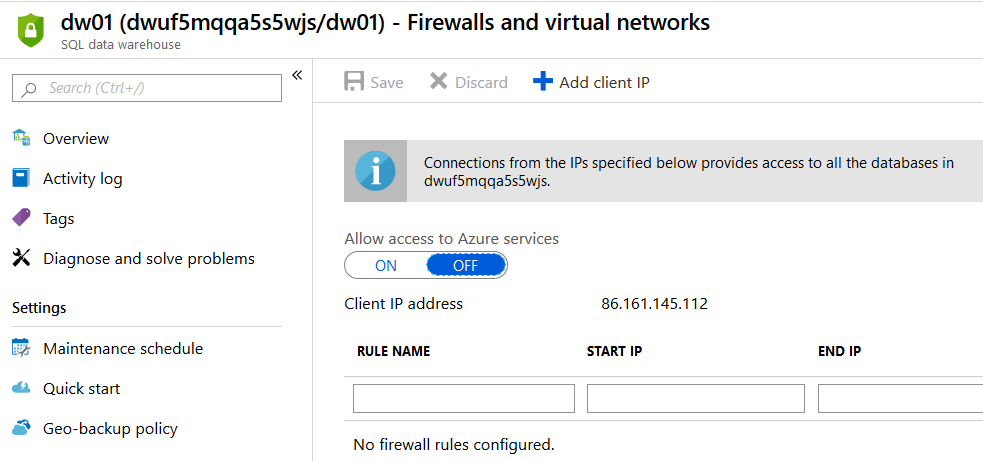 dw01 (dwuf5mqqa5s5wjs/dw01) - Firewalls and virtual networks
SQL data warehouse
Search (Ctrl+/)
«
Overview
Activity log
Tags
Diagnose and solve problems
Settings
Maintenance schedule
Quick start
Geo-backup policy
Save
Discard
Add client IP
Connections from the IPs specified below provides access to all the databases in
dwuf5mqqa5s5wjs.
Allow access to Azure services
ON OFF
Client IP address 86.161.145.112
RULE NAME START IP END IP
No firewall rules configured.